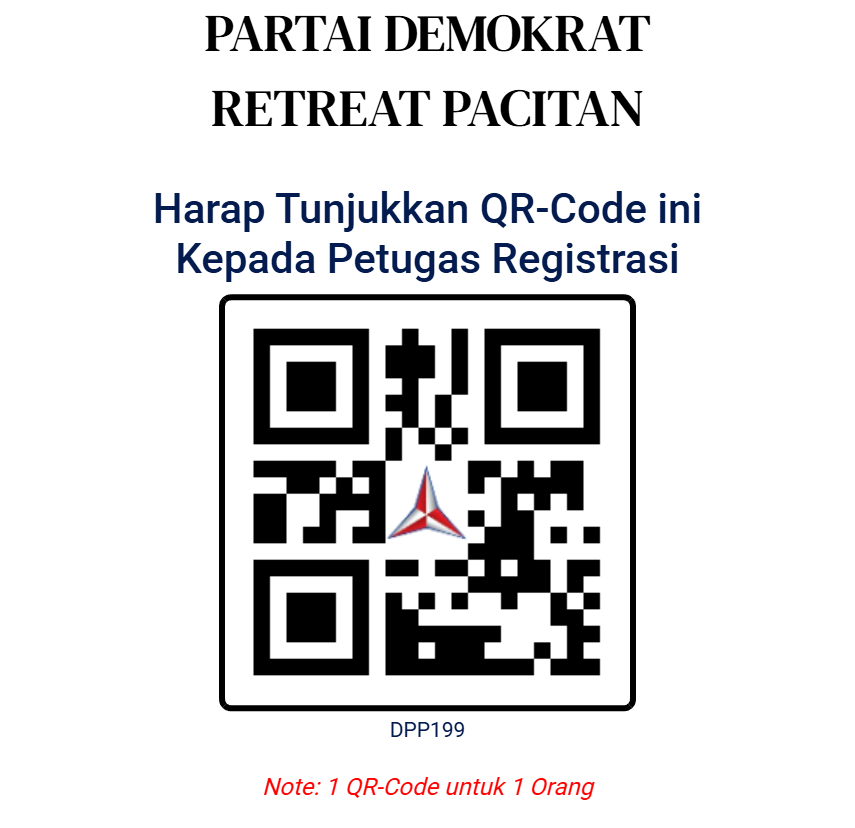 PARTAI DEMOKRAT
RETREAT PACITAN
Harap Tunjukkan QR-Code ini
Kepada Petugas Registrasi
DPP199
Note: 1 QR-Code untuk 1 Orang